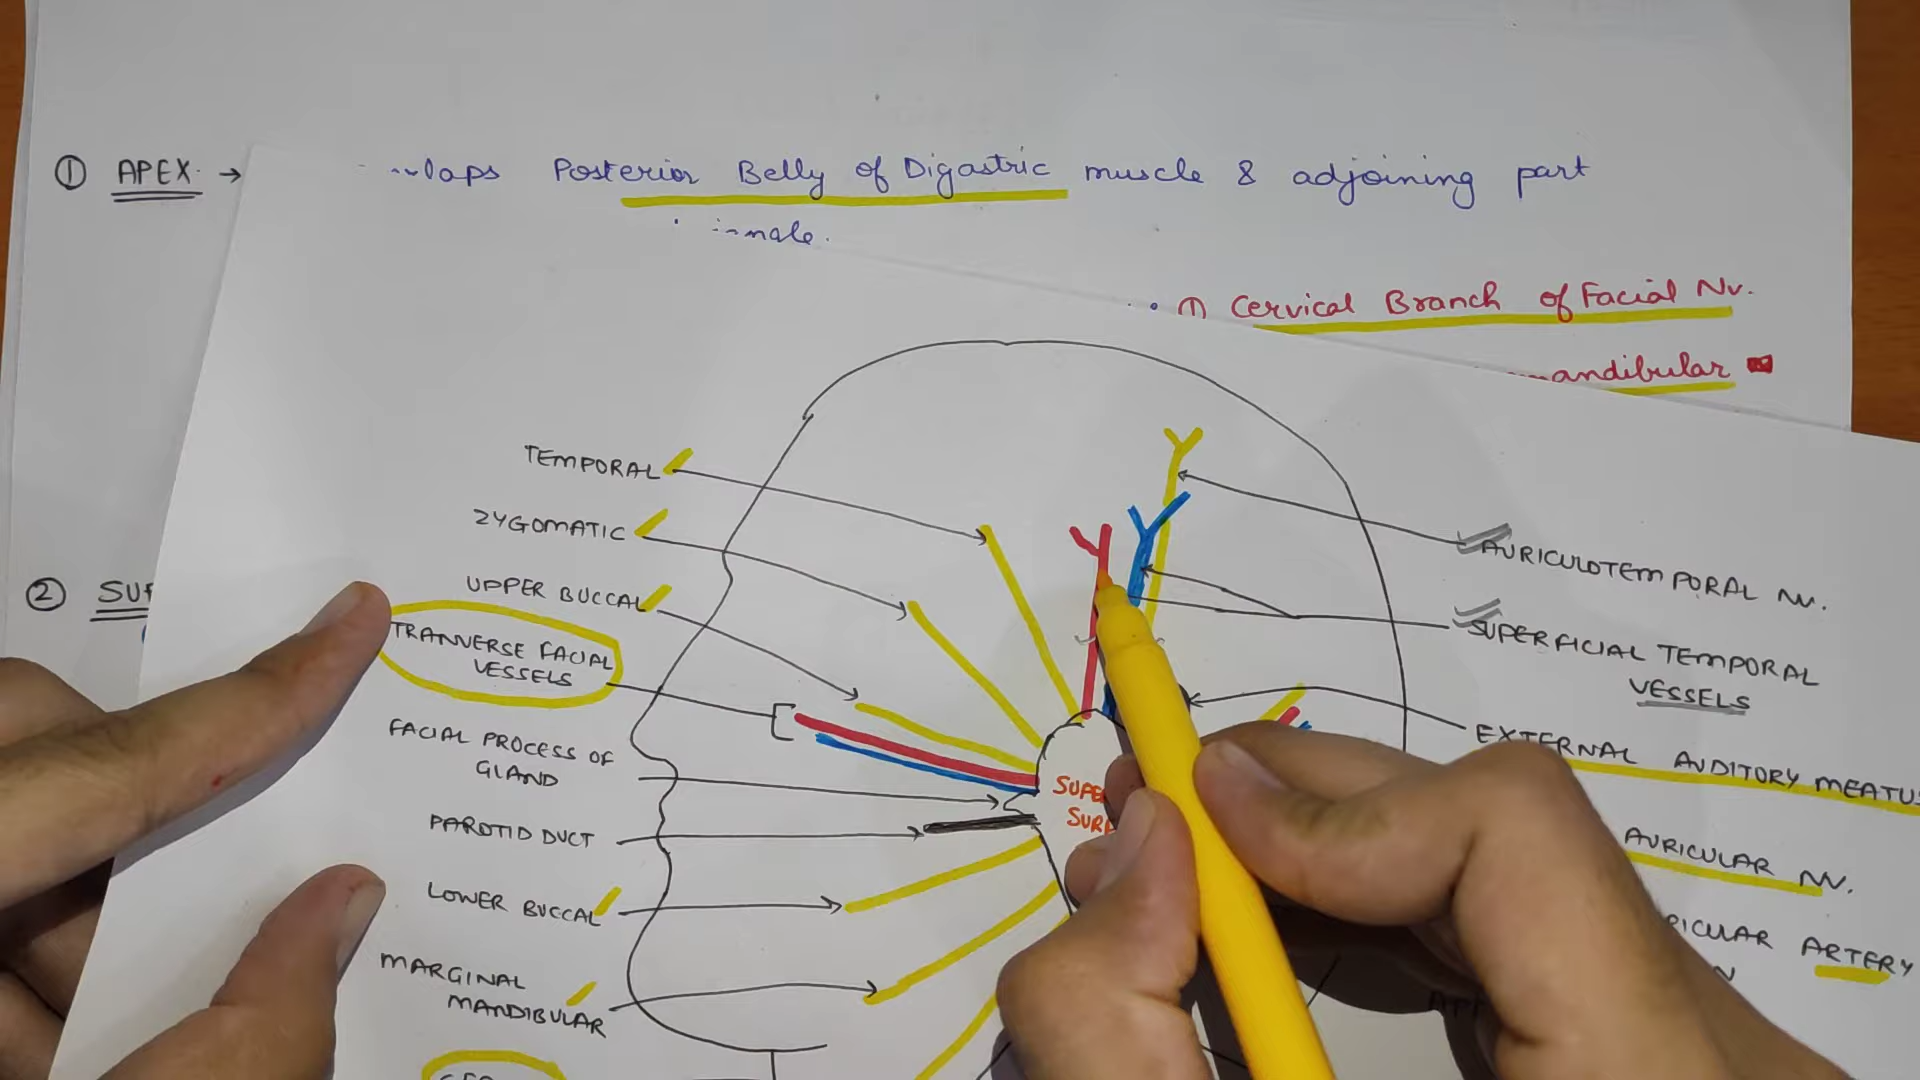 ① APEX. → Posterior Belly of Digastric muscle & adjoining part
① Cervical Branch of Facial Nv.
mandibular
TEMPORAL
ZYGOMATIC
UPPER BUCCAL
②
TRANVERSE FACIAL
VESSELS
FACIAL PROCESS OF
GLAND
PAROTID DUCT
LOWER BUCCAL
MARGINAL
MANDIBULAR
AURICULOTEMPORAL NV.
SUPERFICIAL TEMPORAL
VESSELS
EXTERNAL AUDITORY MEATUS
AURICULAR NV.
ARTERY